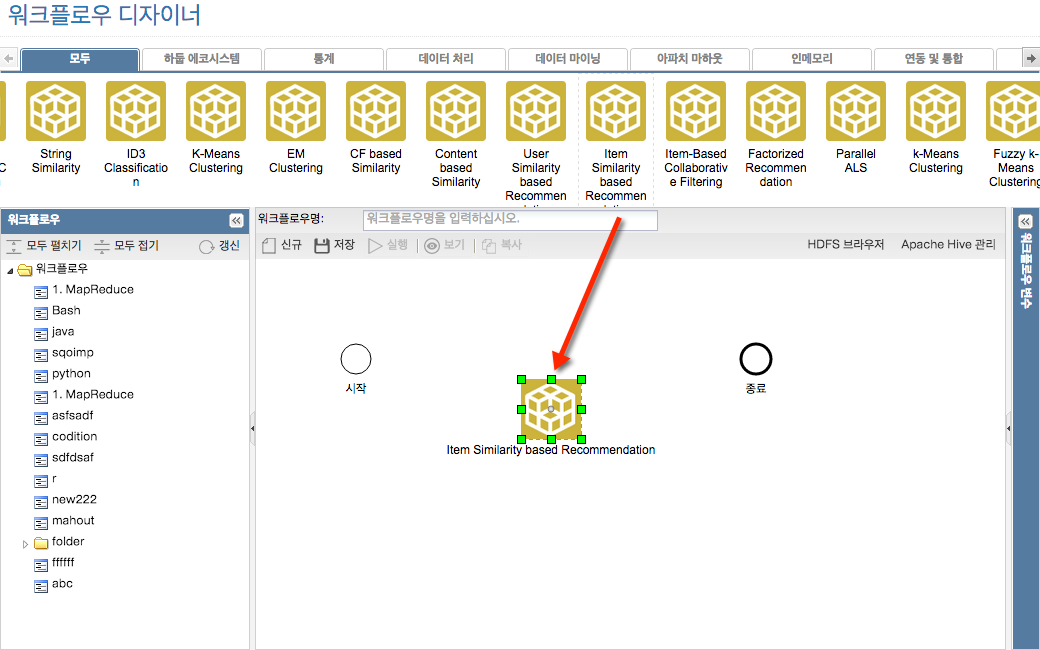 워크플로우 디자이너
모두
하둡 에코시스템
통계
데이터 처리
데이터 마이닝
아파치 마하웃
인메모리
연동 및 통합
C
String
Similarity
ID3
Classificatio
n
K-Means
Clustering
EM
Clustering
CF based
Similarity
Content
based
Similarity
User
Similarity
based
Recommen
Item
Similarity
based
Recommen
Item-Based
Collaborativ
e Filtering
Factorized
Recommen
dation
Parallel
ALS
k-Means
Clustering
Fuzzy k-
Means
Clustering
워크플로우
모두 펼치기
모두 접기
갱신
워크플로우
1. MapReduce
Bash
java
sqoimp
python
1. MapReduce
asfsadf
codition
sdfdsaf
r
new222
mahout
folder
ffffff
abc
워크플로우명:
워크플로우명을 입력하십시오.
신규
저장
실행
보기
복사
HDFS 브라우저
Apache Hive 관리
시작
Item Similarity based Recommendation
종료
워크플로우 변수